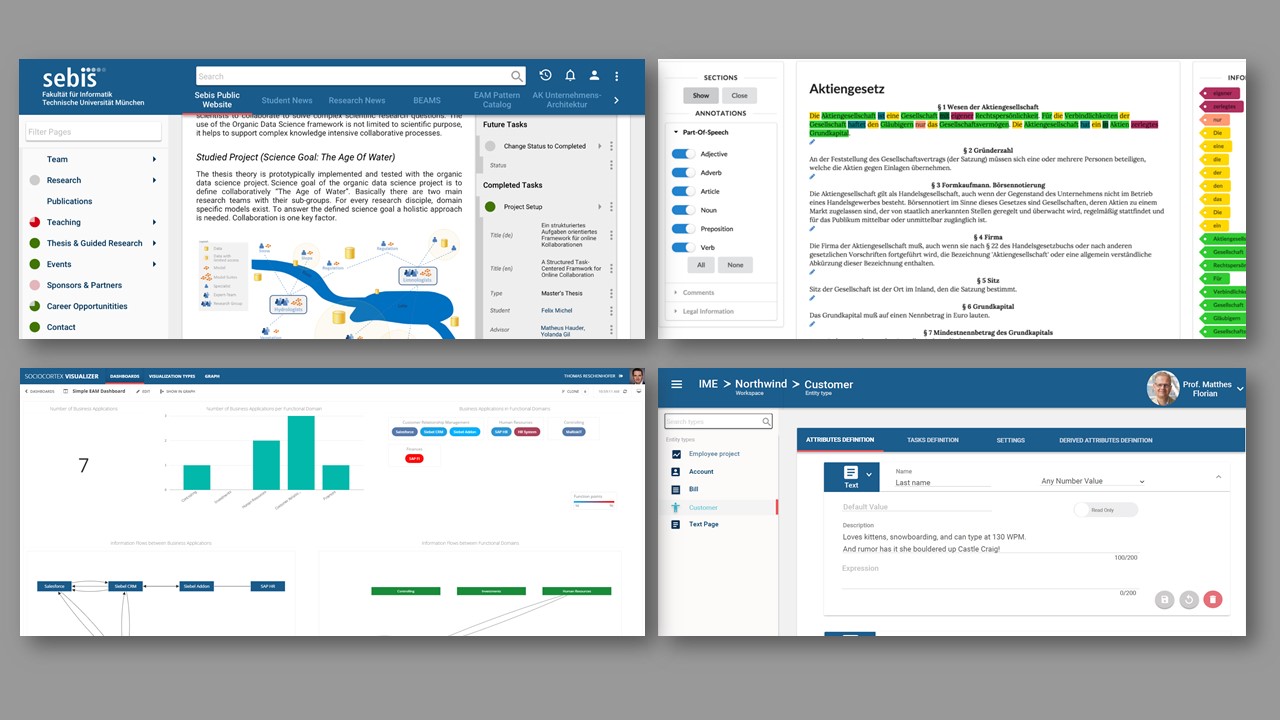 sebis
Fakultät für Informatik
Technische Universität München
Search
Sebis Public
Website
Student News
Research News
BEAMS
EAM Pattern
Catalog
AK Unternehmens-
Architektur
Filter Pages
Team
Research
Publications
Teaching
Thesis & Guided Research
Events
Sponsors & Partners
Career Opportunitities
Contact
scientists to collaborate to solve complex scientific research questions. The
use of the Organic Data Science framework is not limited to scientific purpose,
it helps to support complex knowledge intensive collaborative processes.
Studied Project (Science Goal: The Age Of Water)
The thesis theory is prototypically implemented and tested with the organic
data science project. Science goal of the organic data science project is to
define collaboratively "The Age of Water". Basically there are two main
research teams with their sub-groups. For every research disciple, domain
specific models exist. To answer the defined science goal a holistic approach
is needed. Collaboration is one key factor.
Future Tasks
Change Status to Completed
Status
Completed Tasks
Project Setup
Title (de)
Ein strukturiertes
Aufgaben orientiertes
Framework für online
Kollaborationen
Title (en)
A Structured Task-
Centered Framwork for
Online Collaboration
Type
Master's Thesis
Student
Felix Michel
Advisor
Matheus Hauder,
Yolanda Gil
SECTIONS
Show
Close
ANNOTATIONS
Part-Of-Speech
Adjective
Adverb
Article
Noun
Preposition
Verb
All
None
Comments
Legal Information
Aktiengesetz
§ 1 Wesen der Aktiengesellschaft
Die Aktiengesellschaft ist eine Gesellschaft mit eigener Rechtspersönlichkeit. Für die Verbindlichkeiten der
Gesellschaft haftet den Gläubigern nur das Gesellschaftsvermögen. Die Aktiengesellschaft hat ein in Aktien zerlegtes
Grundkapital.
§ 2 Gründerzahl
An der Feststellung des Gesellschaftsvertrags (der Satzung) müssen sich eine oder mehrere Personen beteiligen,
welche die Aktien gegen Einlagen übernehmen.
§ 3 Formkaufmann. Börsennotierung
Die Aktiengesellschaft gilt als Handelsgesellschaft, auch wenn der Gegenstand des Unternehmens nicht im Betrieb
eines Handelsgewerbes besteht. Börsennotiert im Sinne dieses Gesetzes sind Gesellschaften, deren Aktien zu einem
Markt zugelassen sind, der von staatlich anerkannten Stellen geregelt und überwacht wird, regelmäßig stattfindet und
für das Publikum mittelbar oder unmittelbar zugänglich ist.
§ 4 Firma
Die Firma der Aktiengesellschaft muß, auch wenn sie nach § 22 des Handelsgesetzbuchs oder nach anderen
gesetzlichen Vorschriften fortgeführt wird, die Bezeichnung 'Aktiengesellschaft' oder eine allgemein verständliche
Abkürzung dieser Bezeichnung enthalten.
§ 5 Sitz
Sitz der Gesellschaft ist der Ort im Inland, den die Satzung bestimmt.
§ 6 Grundkapital
Das Grundkapital muß auf einen Nennbetrag in Euro lauten.
§ 7 Mindestnennbetrag des Grundkapitals
INFO
eigener
zerlegtes
nur
Die
eine
die
der
den
das
Die
ein
Gesellschaft
Für
Gesellschaft
Gläubigern
SOCIOCORTEX VISUALIZER
DASHBOARDS
VISUALIZATION TYPES
GRAPH
THOMAS RESCHENHOFER
DASHBOARDS
Simple EAM Dashboard
EDIT
SHOW IN GRAPH
CLONE
Number of Business Applications
7
Number of Business Applications per Functional Domain
Business Applications in Functional Domains
Customer Relationship Management
Salesforce
Siebel CRM
Siebel Addon
Human Resources
SAP HR
HR System
Controlling
Finances
SAP FI
Information Flows between Business Applications
Salesforce
Siebel CRM
Siebel Addon
SAP HR
Information Flows between Functional Domains
Controlling
Investments
Human Resources
IME > Northwind > Customer
Workspace
Entity type
Prof. Matthes
Florian
Search types
Entity types
Employee project
Account
Bill
Customer
Text Page
ATTRIBUTES DEFINITION
TASKS DEFINITION
SETTINGS
DERIVED ATTRIBUTES DEFINITION
Text
Name
Last name
Any Number Value
Default Value
Read Only
Description
Loves kittens, snowboarding, and can type at 130 WPM.
And rumor has it she bouldered up Castle Craig!
100/200
Expression
0/200